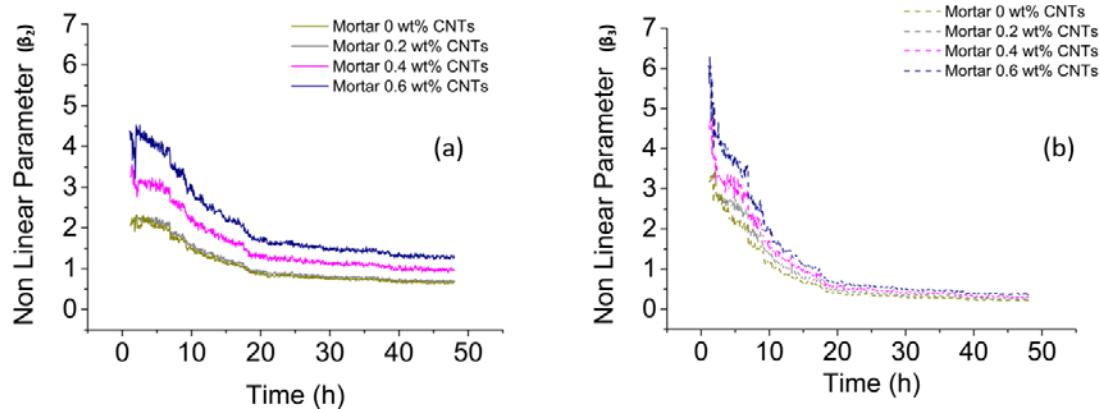 Non Linear Parameter (β₂)
7
6
5
4
3
2
1
0
Mortar 0 wt% CNTs
Mortar 0.2 wt% CNTs
Mortar 0.4 wt% CNTs
Mortar 0.6 wt% CNTs
(a)
0 10 20 30 40 50
Time (h)
Non Linear Parameter (β₃)
7
6
5
4
3
2
1
0
Mortar 0 wt% CNTs
Mortar 0.2 wt% CNTs
Mortar 0.4 wt% CNTs
Mortar 0.6 wt% CNTs
(b)
0 10 20 30 40 50
Time (h)